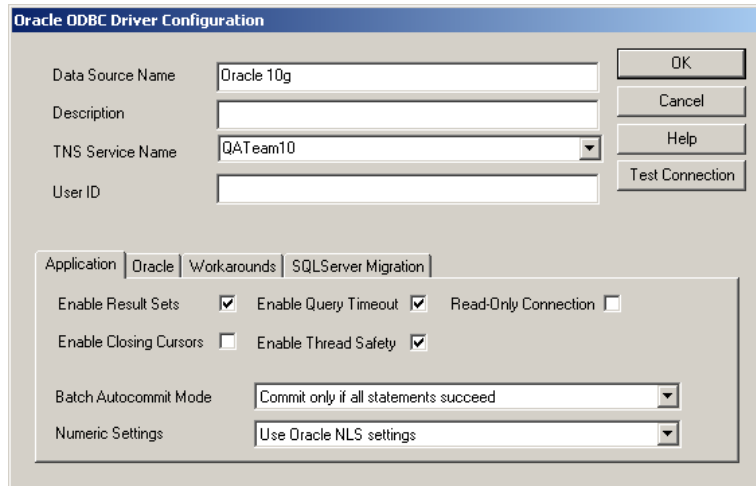 Oracle ODBC Driver Configuration
Data Source Name Oracle 10g OK
Description Cancel
TNS Service Name QATeam10 Help
User ID Test Connection
Application Oracle Workarounds SQLServer Migration
Enable Result Sets Enable Query Timeout Read-Only Connection
Enable Closing Cursors Enable Thread Safety
Batch Autocommit Mode Commit only if all statements succeed
Numeric Settings Use Oracle NLS settings